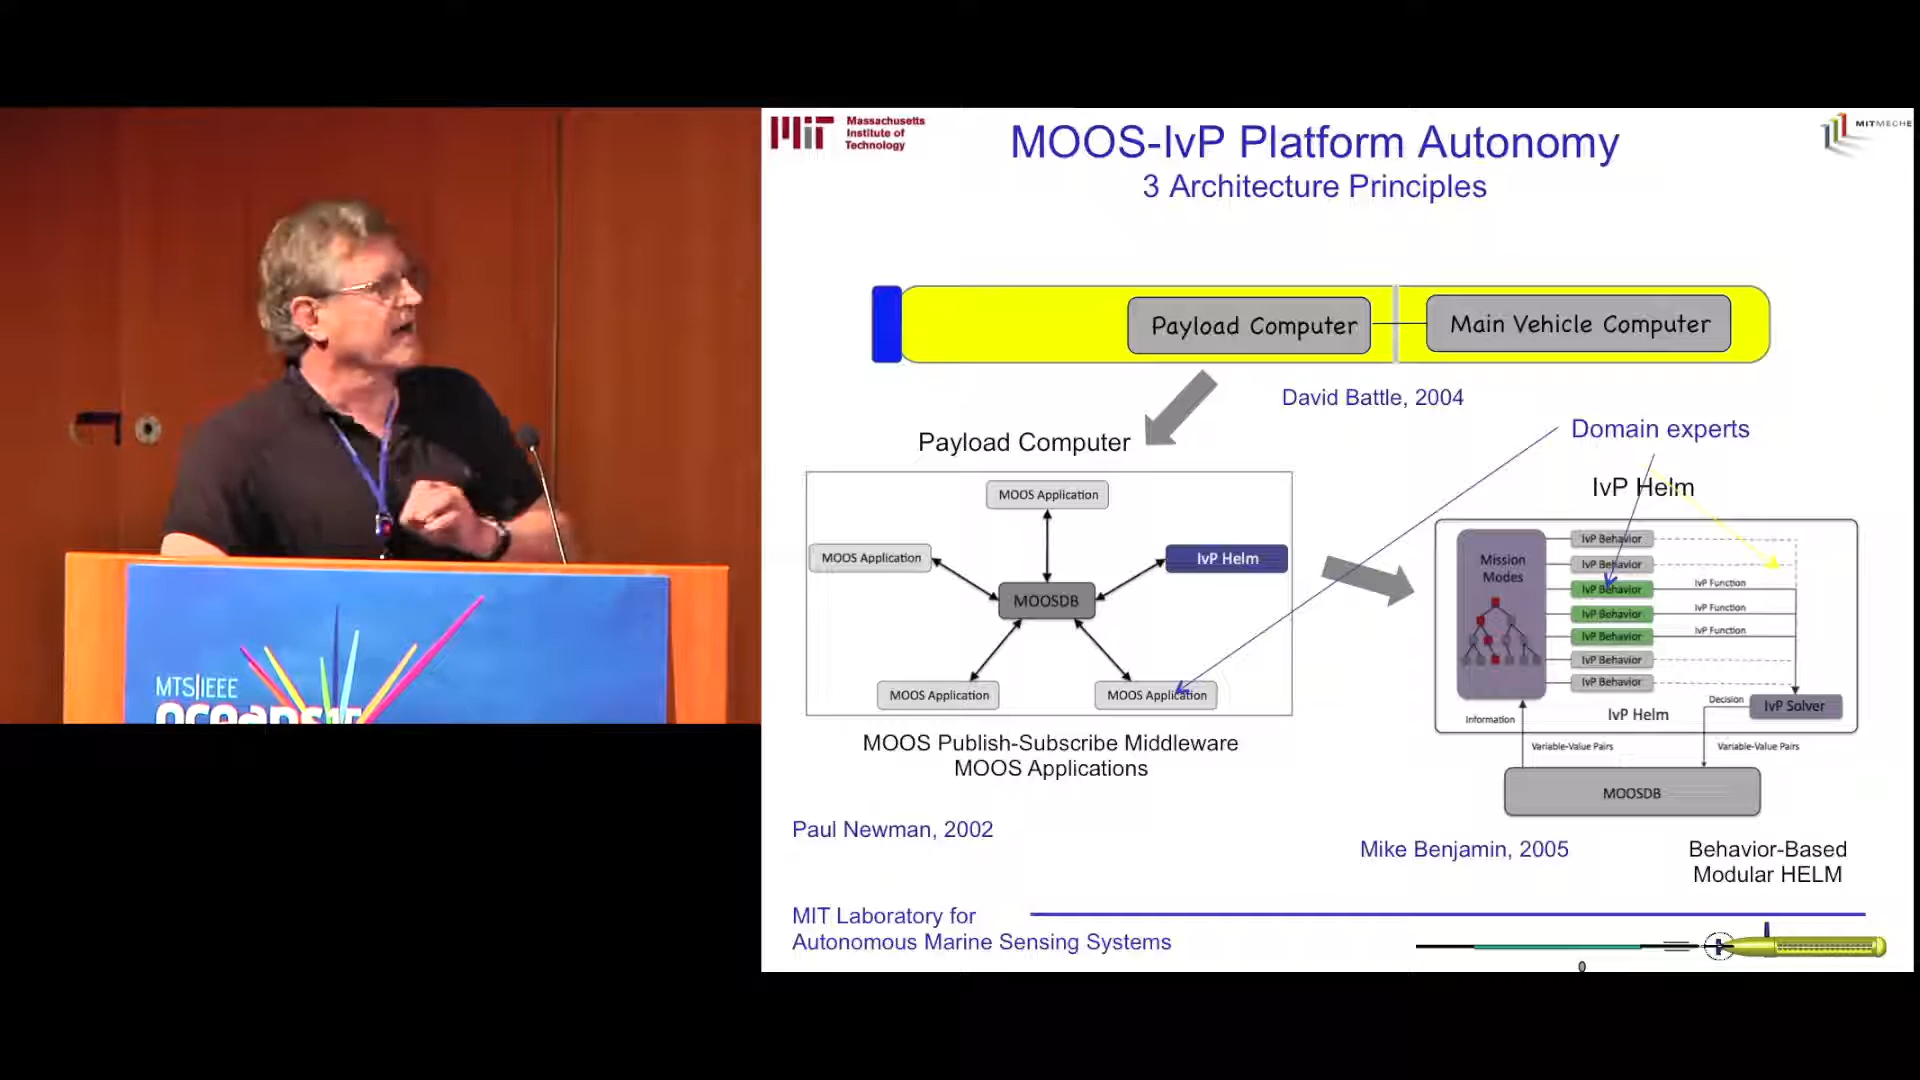 MTS|IEEE
Massachusetts
Institute of
Technology
MOOS-IvP Platform Autonomy
3 Architecture Principles
MITMECHE
Payload Computer
Main Vehicle Computer
David Battle, 2004
Domain experts
Payload Computer
IvP Helm
MOOS Application
MOOS Application
IvP Helm
MOOSDB
MOOS Application
MOOS Application
Mission
Modes
IvP Behavior
IvP Behavior
IvP Behavior
IvP Behavior
IvP Behavior
IvP Behavior
IvP Behavior
IvP Function
IvP Function
IvP Function
Decision
IvP Solver
IvP Helm
Information
Variable-Value Pairs
Variable-Value Pairs
MOOSDB
MOOS Publish-Subscribe Middleware
MOOS Applications
Paul Newman, 2002
Mike Benjamin, 2005
Behavior-Based
Modular HELM
MIT Laboratory for
Autonomous Marine Sensing Systems